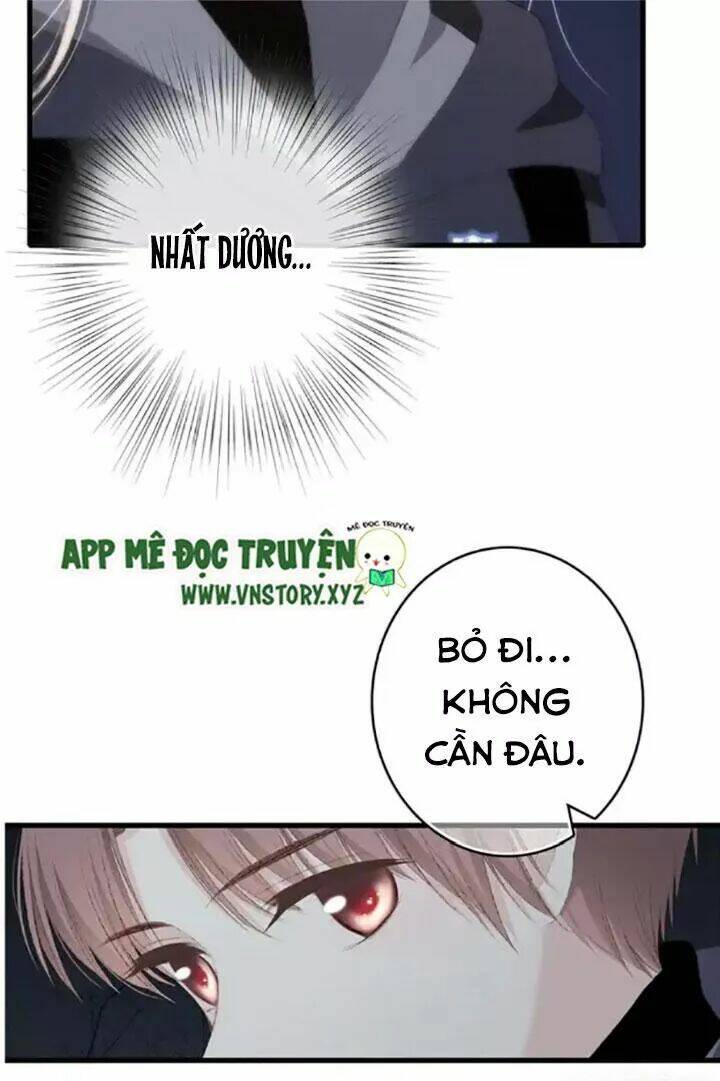 NHẤT DƯƠNG...
MÊ ĐỌC TRUYỆN
APP MÊ ĐỌC TRUYỆN
WWW.VNSTORY.XYZ
BỎ ĐI...
KHÔNG
CẦN ĐÂU.